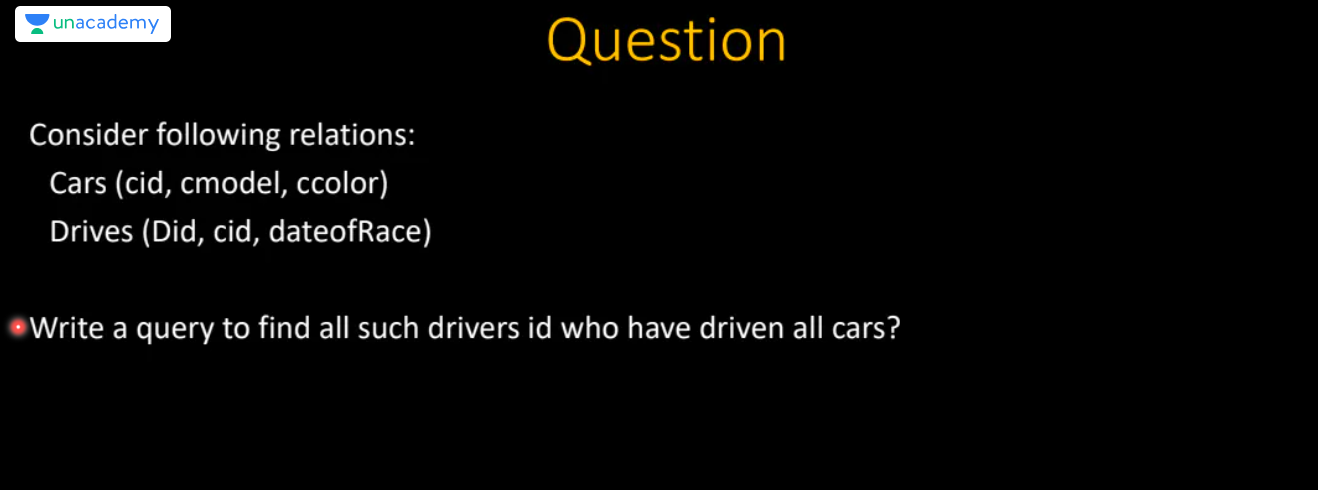 unacademy
Question
Consider following relations:
Cars (cid, cmodel, ccolor)
Drives (Did, cid, dateofRace)
Write a query to find all such drivers id who have driven all cars?